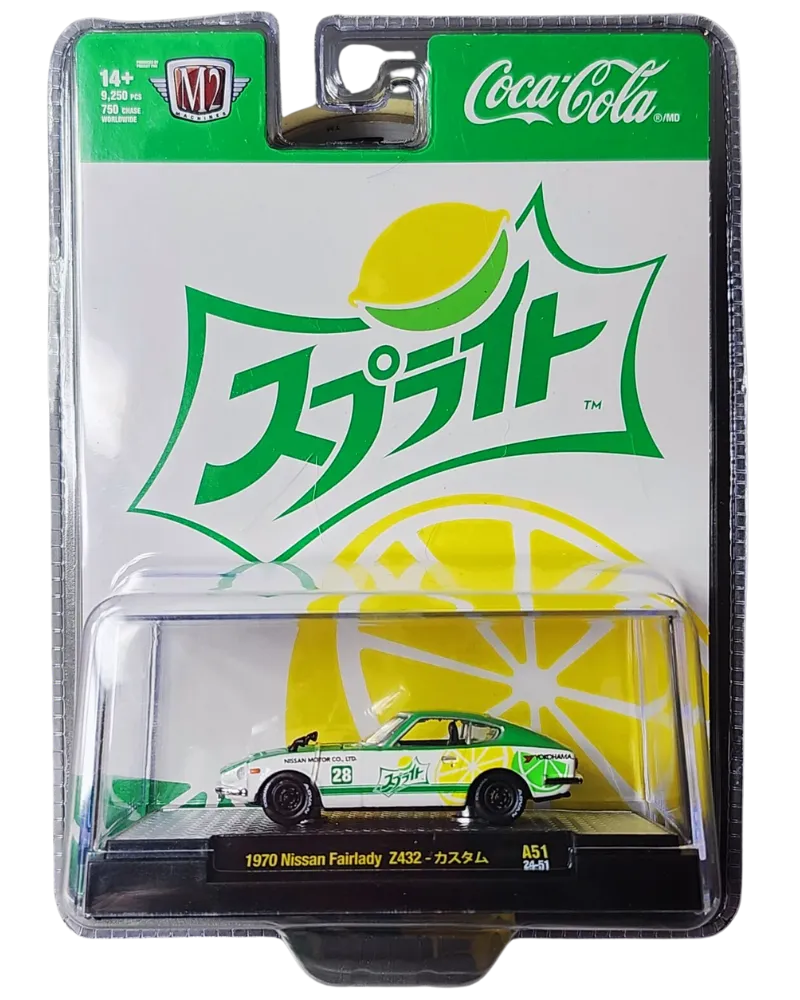 14+
9,250 PCS
750 CHASE
WORLDWIDE
M2
MACHINES
Coca-Cola ®/MD
スプライト TM
NISSAN MOTOR CO., LTD.
28
スプライト
YOKOHAMA
1970 Nissan Fairlady Z432 - カスタム
A51
24-51